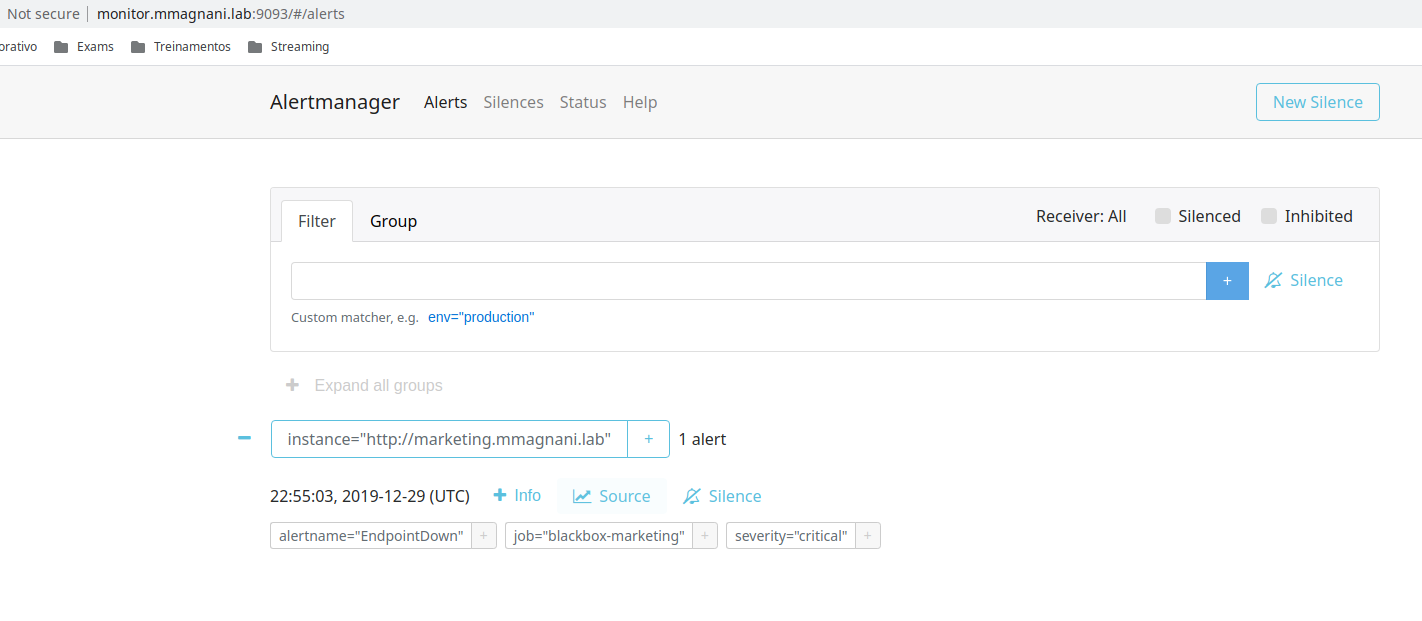 Not secure monitor.mmagnani.lab:9093/#/alerts
orativo Exams Treinamentos Streaming
Alertmanager Alerts Silences Status Help New Silence
Filter Group Receiver: All Silenced Inhibited
+ Silence
Custom matcher, e.g. env="production"
+ Expand all groups
instance="http://marketing.mmagnani.lab" + 1 alert
22:55:03, 2019-12-29 (UTC) + Info Source Silence
alertname="EndpointDown" + job="blackbox-marketing" + severity="critical" +